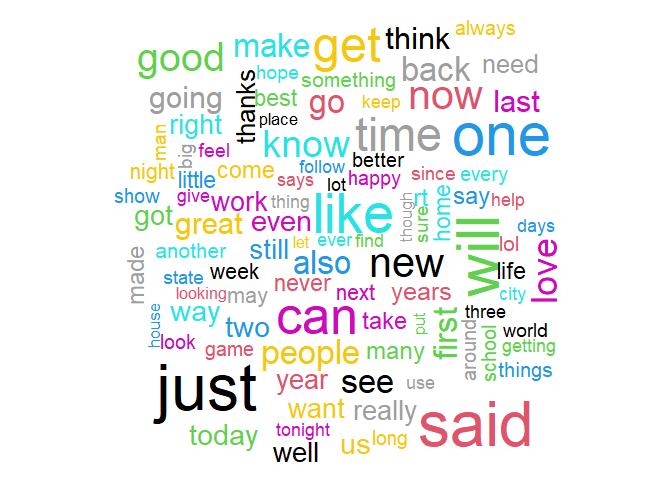 always
good make get think
hope back need
something
going thanks best go now last
keep
place
right know time one
man big feel better
night come follow happy since every
little says lot
show give work thing rt home say help
got great even like though sure will love
let ever find days
another still also new lol
state week life
made looking may never next years city
house way two can take put first three
look world
game people many around school getting
year see use things
just want really said
today tonight us long
well